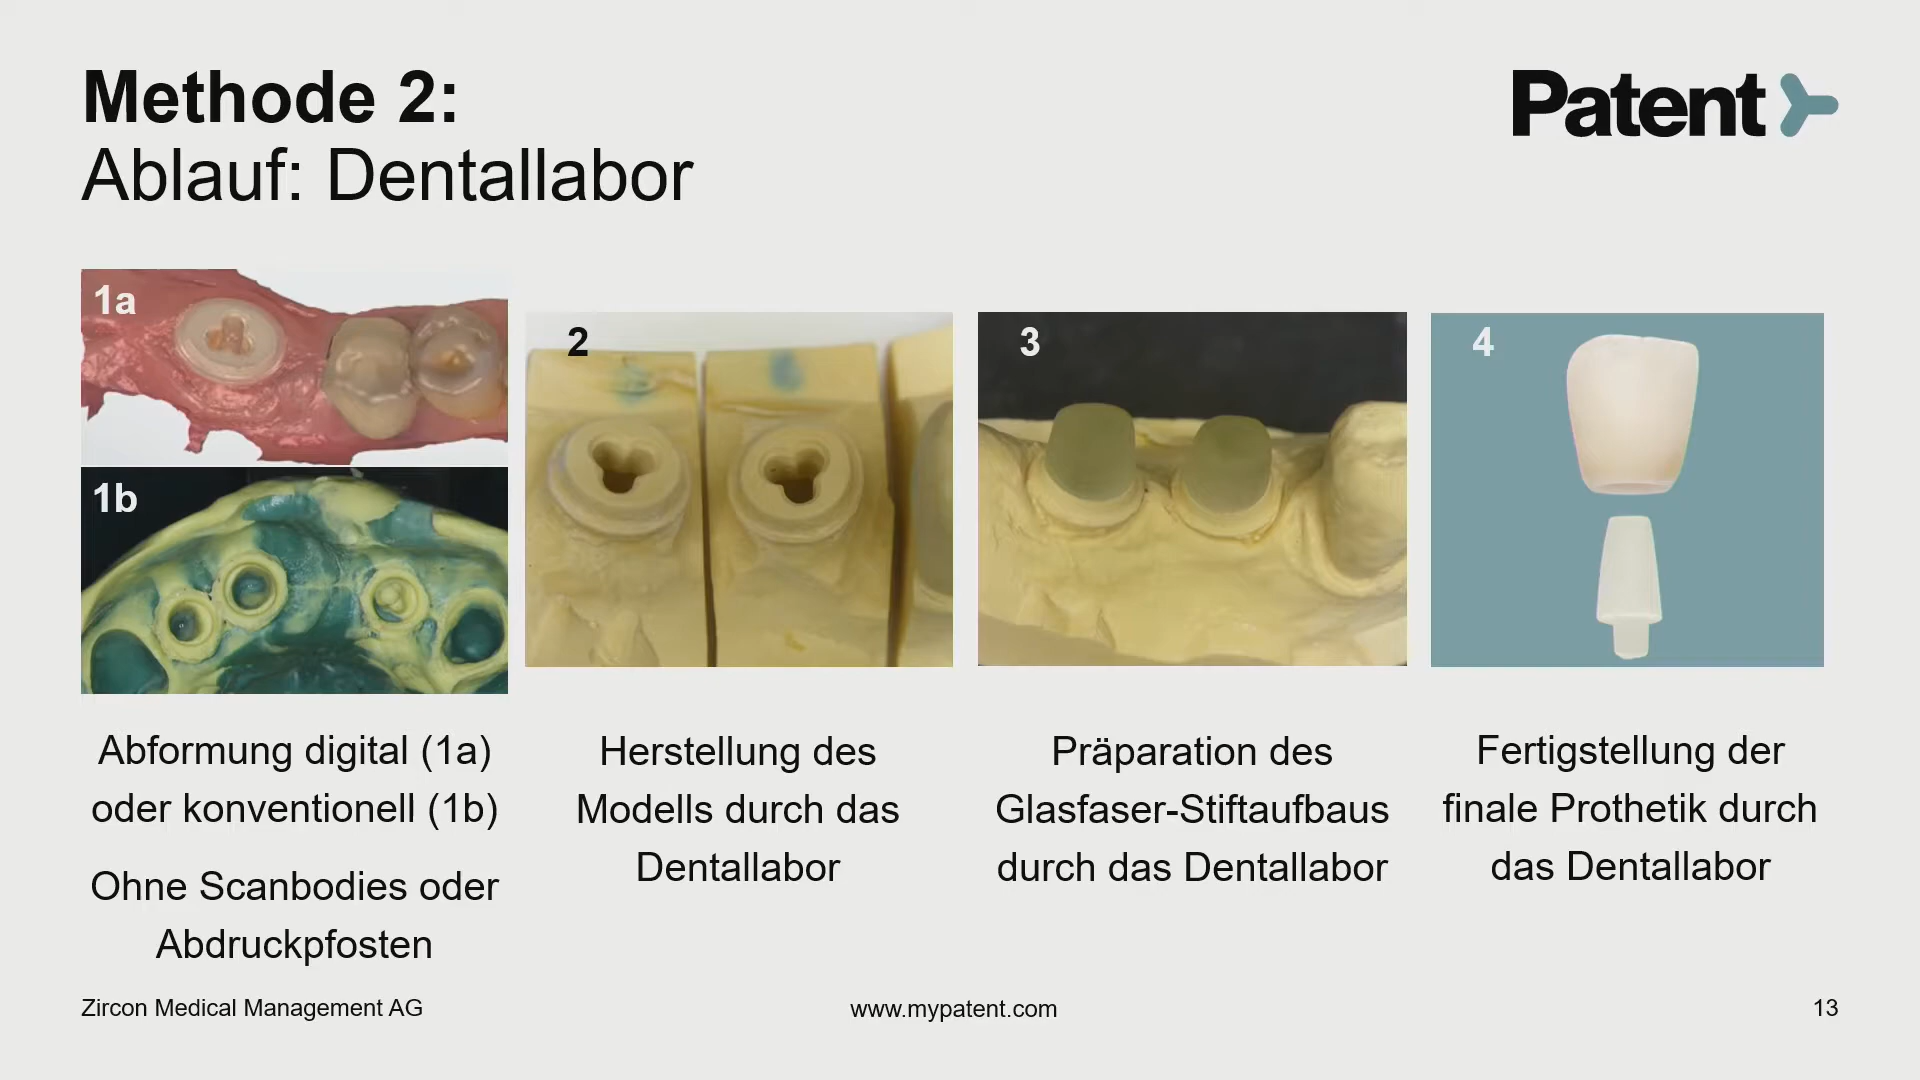 Methode 2:
Ablauf: Dentallabor
Patent
1a
1b
2
3
4
Abformung digital (1a)
oder konventionell (1b)
Ohne Scanbodies oder
Abdruckpfosten
Herstellung des
Modells durch das
Dentallabor
Präparation des
Glasfaser-Stiftaufbaus
durch das Dentallabor
Fertigstellung der
finale Prothetik durch
das Dentallabor
Zircon Medical Management AG
www.mypatent.com
13